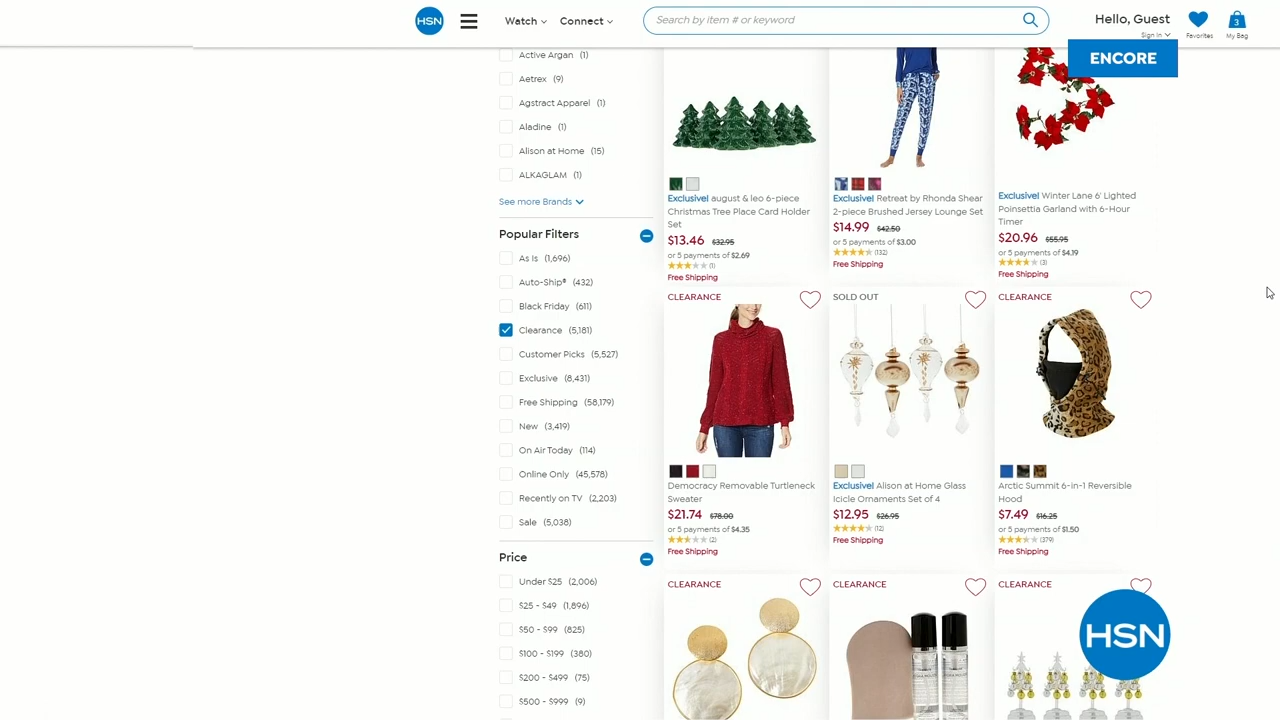 HSN
Watch
Connect
Search by item # or keyword
Hello, Guest
Sign in
Favorites
3
My Bag
ENCORE
Active Argan (1)
Aetrex (9)
Agstract Apparel (1)
Aladine (1)
Alison at Home (15)
ALKAGLAM (1)
See more Brands
Popular Filters
As Is (1,696)
Auto-Ship® (432)
Black Friday (611)
Clearance (5,181)
Customer Picks (5,527)
Exclusive (8,431)
Free Shipping (58,179)
New (3,419)
On Air Today (114)
Online Only (45,578)
Recently on TV (2,203)
Sale (5,038)
Price
Under $25 (2,006)
$25 - $49 (1,896)
$50 - $99 (825)
$100 - $199 (380)
$200 - $499 (75)
$500 - $999 (9)
Exclusive! august & leo 6-piece
Christmas Tree Place Card Holder
Set
$13.46 $32.95
or 5 payments of $2.69
(1)
Free Shipping
Exclusive! Retreat by Rhonda Shear
2-piece Brushed Jersey Lounge Set
$14.99 $42.50
or 5 payments of $3.00
(132)
Free Shipping
Exclusive! Winter Lane 6' Lighted
Poinsettia Garland with 6-Hour
Timer
$20.96 $55.95
or 5 payments of $4.19
(3)
Free Shipping
CLEARANCE
Democracy Removable Turtleneck
Sweater
$21.74 $78.00
or 5 payments of $4.35
(2)
Free Shipping
SOLD OUT
Exclusive! Alison at Home Glass
Icicle Ornaments Set of 4
$12.95 $26.95
(12)
Free Shipping
CLEARANCE
Arctic Summit 6-in-1 Reversible
Hood
$7.49 $16.25
or 5 payments of $1.50
(379)
Free Shipping
CLEARANCE
CLEARANCE
CLEARANCE
HSN